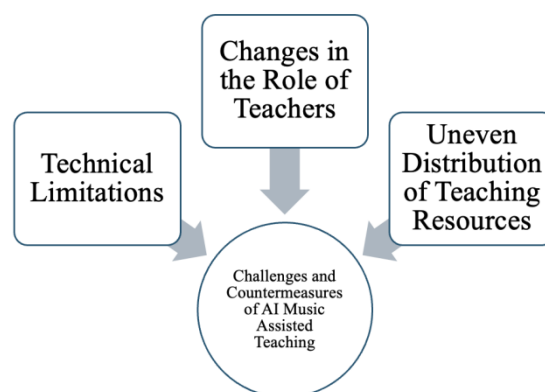 Changes in
the Role of
Teachers
Technical
Limitations
Uneven
Distribution
of Teaching
Resources
Challenges and
Countermeasures
of AI Music
Assisted
Teaching